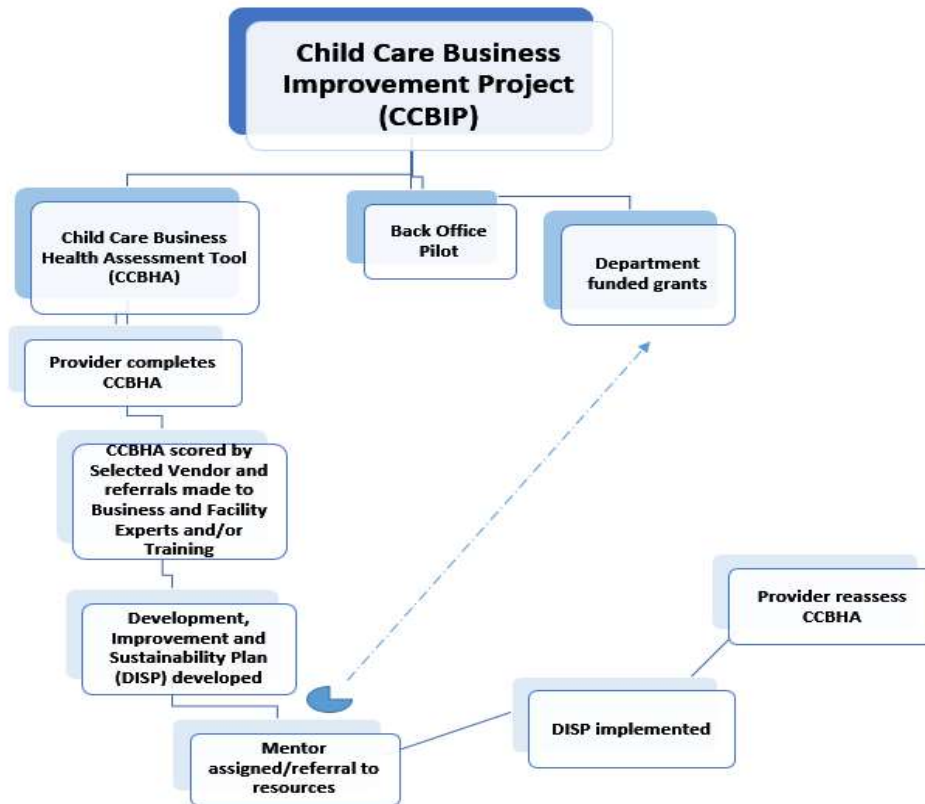 Child Care Business
Improvement Project
(CCBIP)
Child Care Business
Health Assessment Tool
(CCBHA)
Back Office
Pilot
Department
funded grants
Provider completes
CCBHA
CCBHA scored by
Selected Vendor and
referrals made to
Business and Facility
Experts and/or
Training
Development,
Improvement and
Sustainability Plan
(DISP) developed
Mentor
assigned/referral to
resources
DISP implemented
Provider reassess
CCBHA